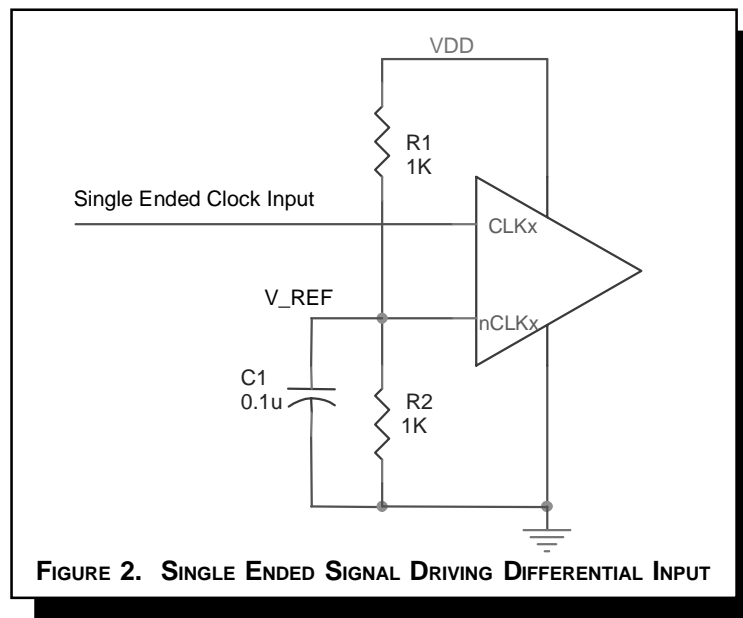 VDD
R1
1K
Single Ended Clock Input
CLKx
V_REF
nCLKx
C1
0.1u
R2
1K
FIGURE 2. SINGLE ENDED SIGNAL DRIVING DIFFERENTIAL INPUT